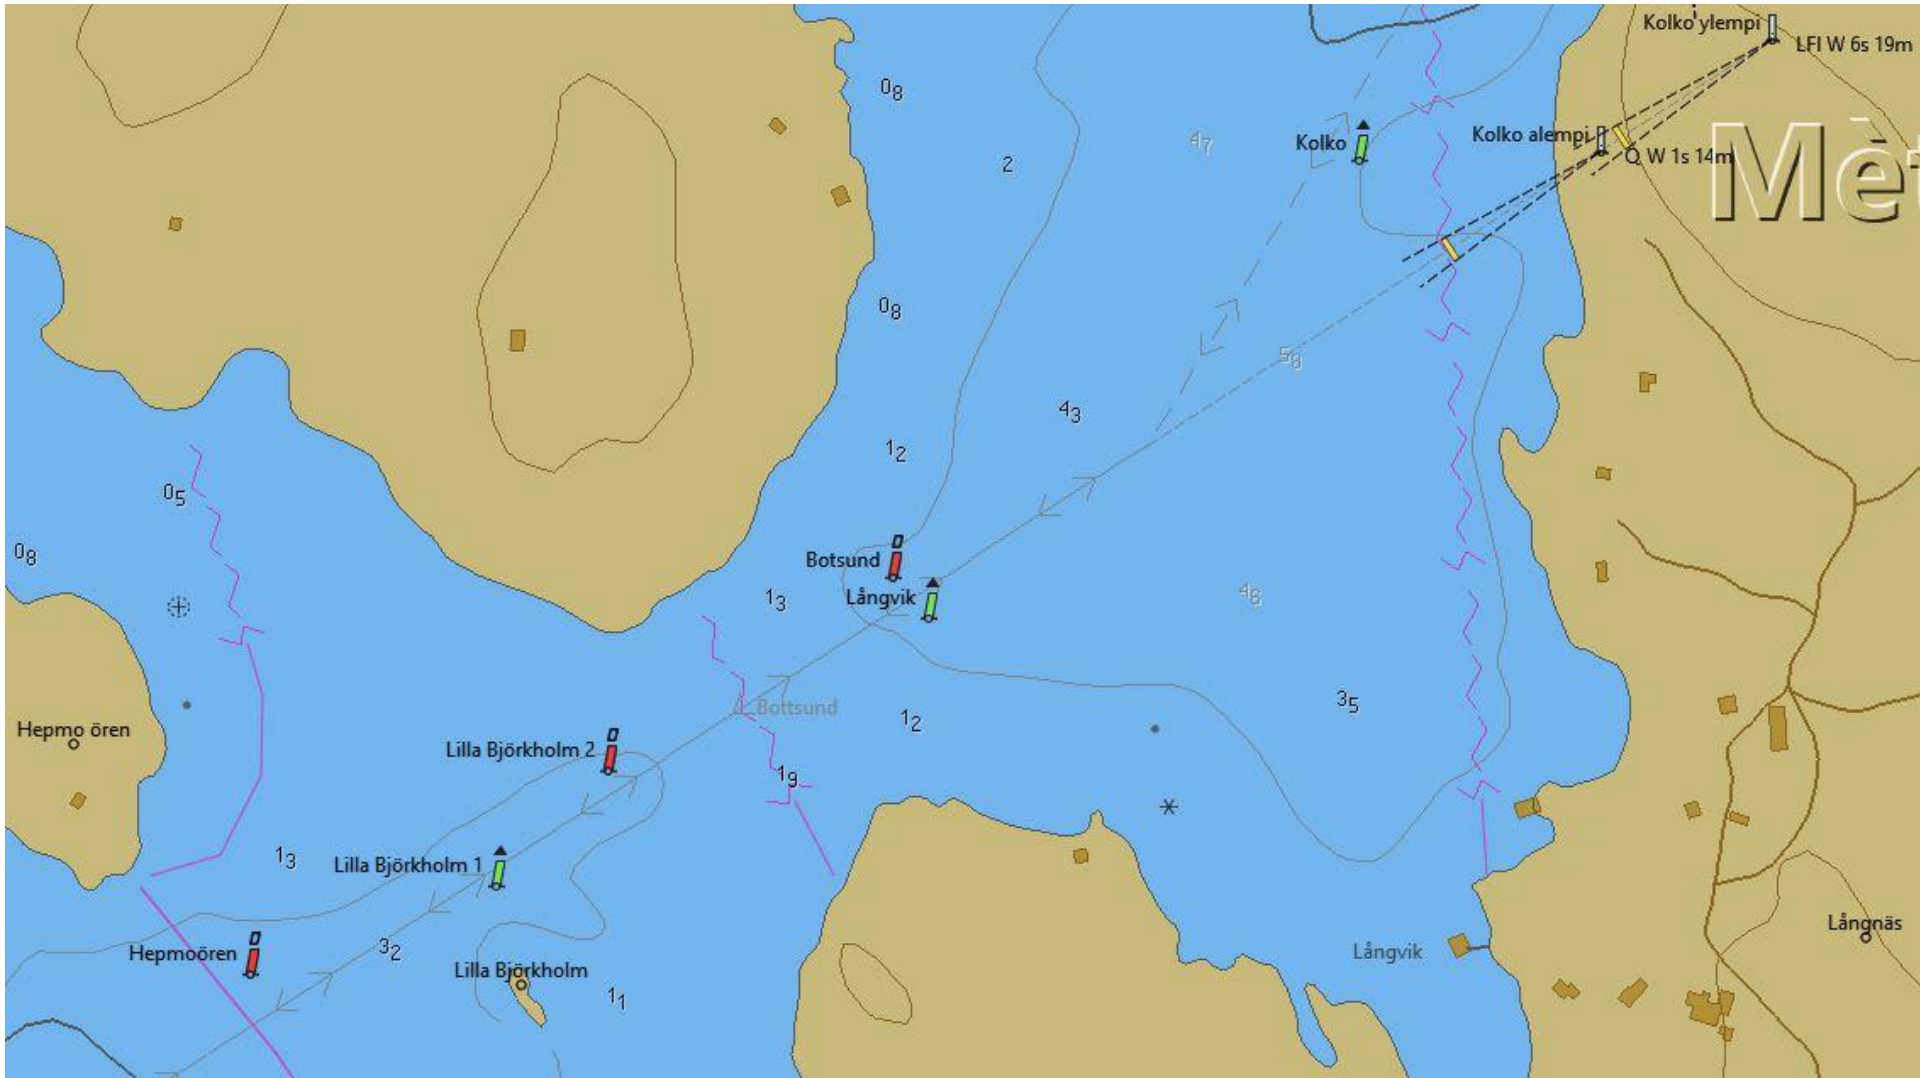 Kolko ylempi
LFl W 6s 19m
0₈
4₇
Kolko
Kolko alempi
Q W 1s 14m
2
0₈
5₈
4₃
1₂
0₅
0₈
Botsund
Långvik
1₃
4₆
3₅
Bottsund
1₂
Hepmo ören
Lilla Björkholm 2
1₉
1₃
Lilla Björkholm 1
Långnäs
3₂
Hepmoören
Långvik
Lilla Björkholm
1₁